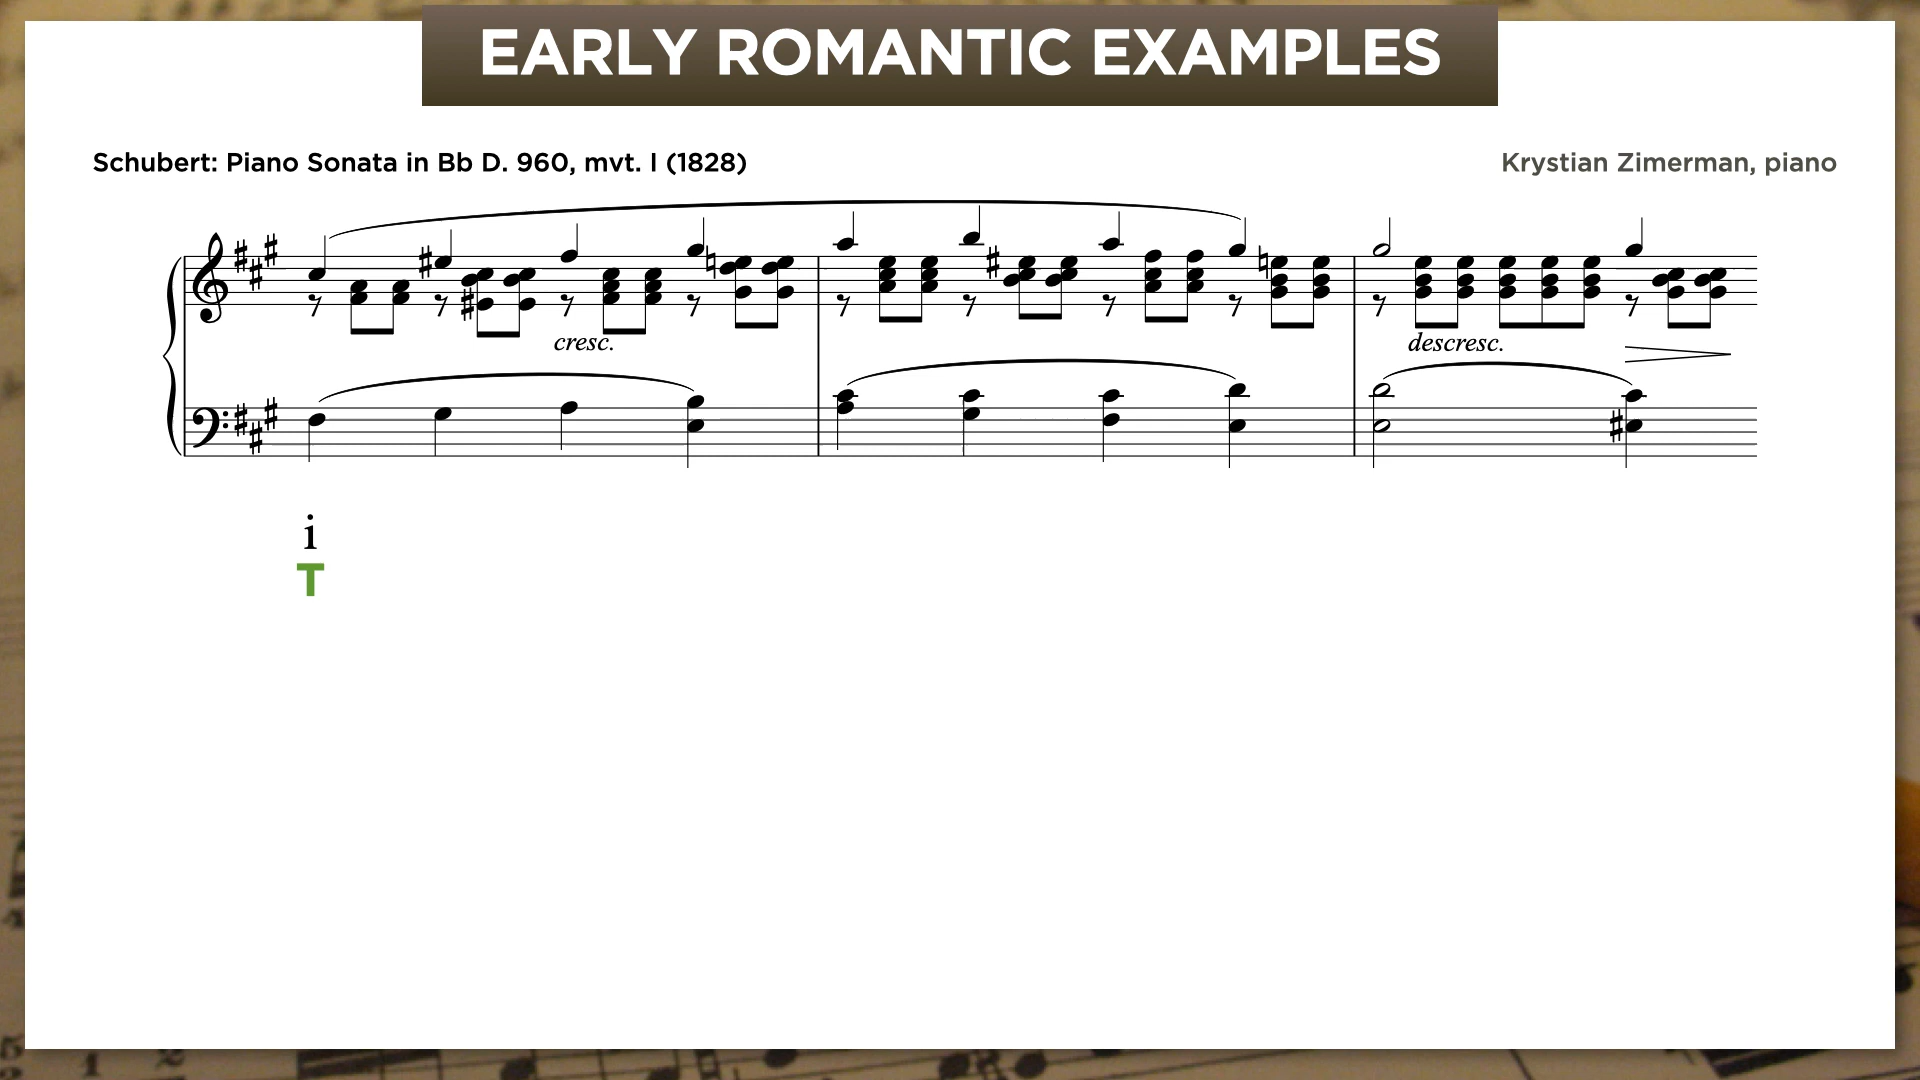 EARLY ROMANTIC EXAMPLES
Schubert: Piano Sonata in Bb D. 960, mvt. I (1828)
Krystian Zimerman, piano
cresc.
descresc.
i
T